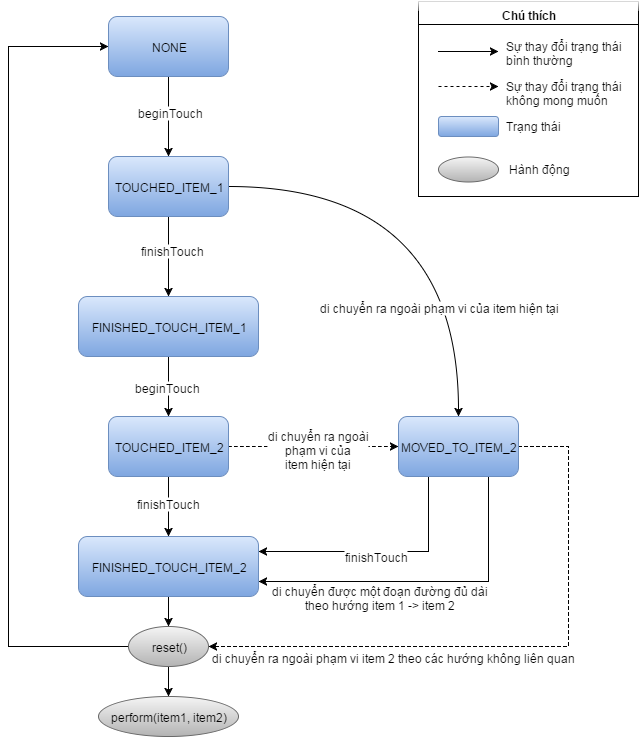 Chú thích
NONE
Sự thay đổi trạng thái
bình thường
Sự thay đổi trạng thái
không mong muốn
beginTouch
Trạng thái
Hành động
TOUCHED_ITEM_1
finishTouch
di chuyển ra ngoài phạm vi của item hiện tại
FINISHED_TOUCH_ITEM_1
beginTouch
TOUCHED_ITEM_2
di chuyển ra ngoài
phạm vi của
item hiện tại
MOVED_TO_ITEM_2
finishTouch
finishTouch
FINISHED_TOUCH_ITEM_2
di chuyển được một đoạn đường đủ dài
theo hướng item 1 -> item 2
reset()
di chuyển ra ngoài phạm vi item 2 theo các hướng không liên quan
perform(item1, item2)